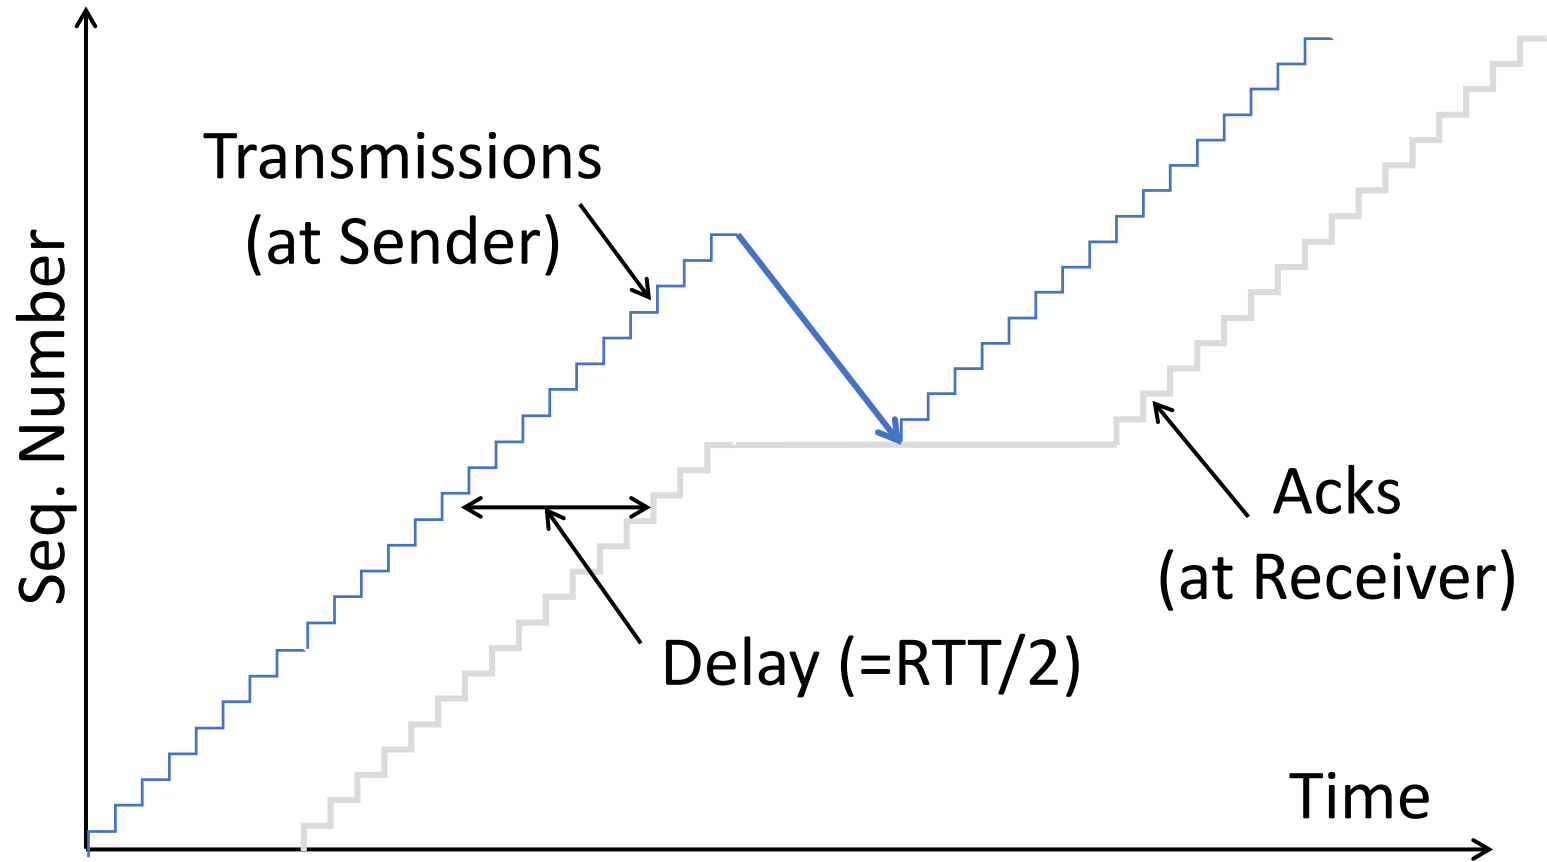 Transmissions
(at Sender)
Seq. Number
Acks
(at Receiver)
Delay (=RTT/2)
Time